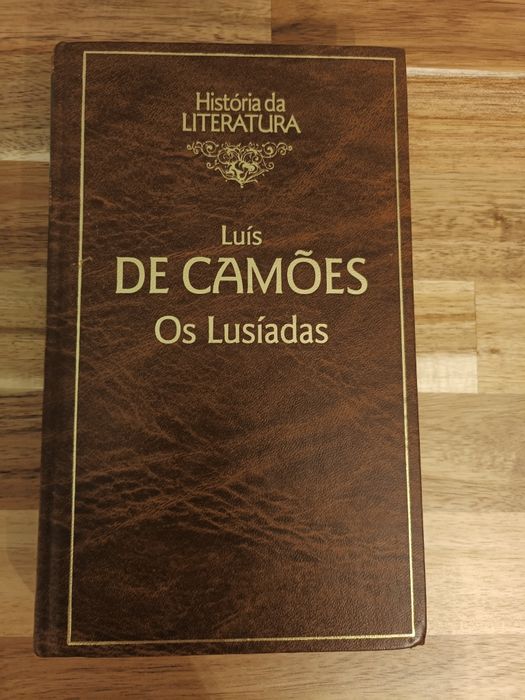 História da
LITERATURA
Luís
DE CAMÕES
Os Lusíadas